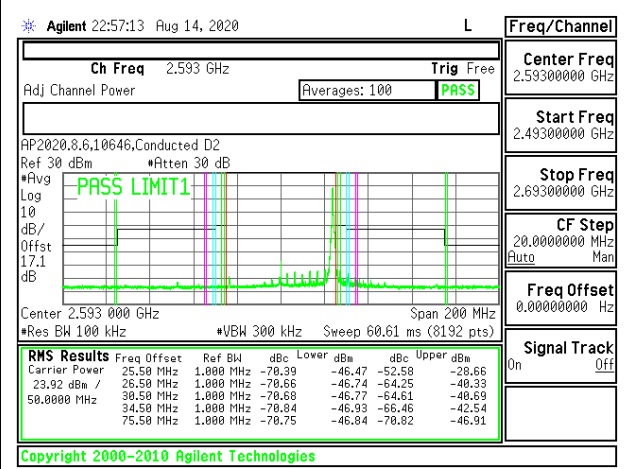 Agilent 22:57:13 Aug 14, 2020 L
Freq/Channel
Ch Freq 2.593 GHz Trig Free
Adj Channel Power Averages: 100 PASS
AP2020.8.6,10646,Conducted D2
Ref 30 dBm #Atten 30 dB
#Avg
Log
10
dB/
Offst
17.1
dB
PASS LIMIT1
Center 2.593 000 GHz Span 200 MHz
#Res BW 100 kHz #VBW 300 kHz Sweep 60.61 ms (8192 pts)
RMS Results Freq Offset Ref BW dBc Lower dBm dBc Upper dBm
Carrier Power 25.50 MHz 1.000 MHz -70.39 -46.47 -52.58 -28.66
23.92 dBm / 26.50 MHz 1.000 MHz -70.66 -46.74 -64.25 -40.33
50.0000 MHz 30.50 MHz 1.000 MHz -70.68 -46.77 -64.61 -40.69
34.50 MHz 1.000 MHz -70.84 -46.93 -66.46 -42.54
75.50 MHz 1.000 MHz -70.75 -46.84 -70.82 -46.91
Center Freq
2.59300000 GHz
Start Freq
2.49300000 GHz
Stop Freq
2.69300000 GHz
CF Step
20.0000000 MHz
Auto Man
Freq Offset
0.00000000 Hz
Signal Track
On Off
Copyright 2000-2010 Agilent Technologies